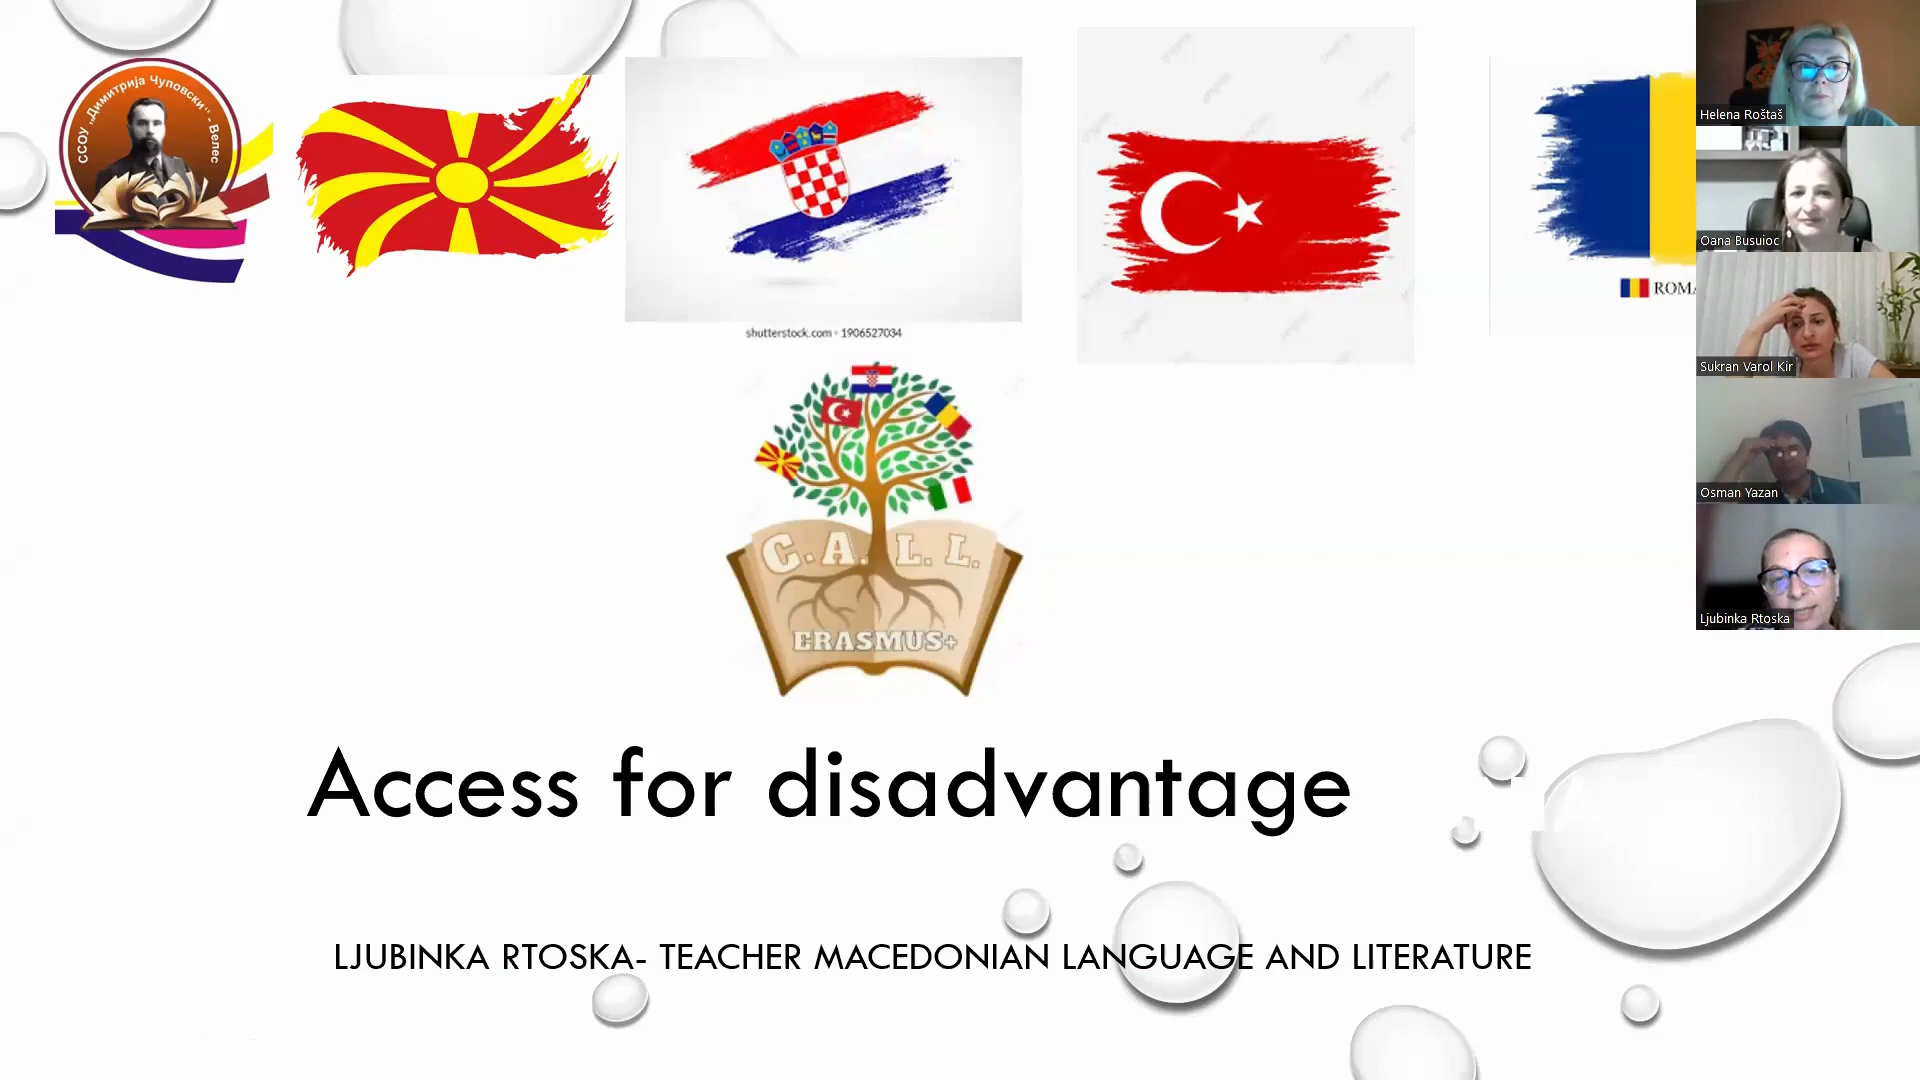 ССОУ „Димитрија Чуповски“ - Велес
shutterstock.com • 1906527034
C.A.L.L.
ERASMUS+
Access for disadvantage
LJUBINKA RTOSKA- TEACHER MACEDONIAN LANGUAGE AND LITERATURE
Helena Roštaš
Oana Busuioc
Sukran Varol Kir
Osman Yazan
Ljubinka Rtoska